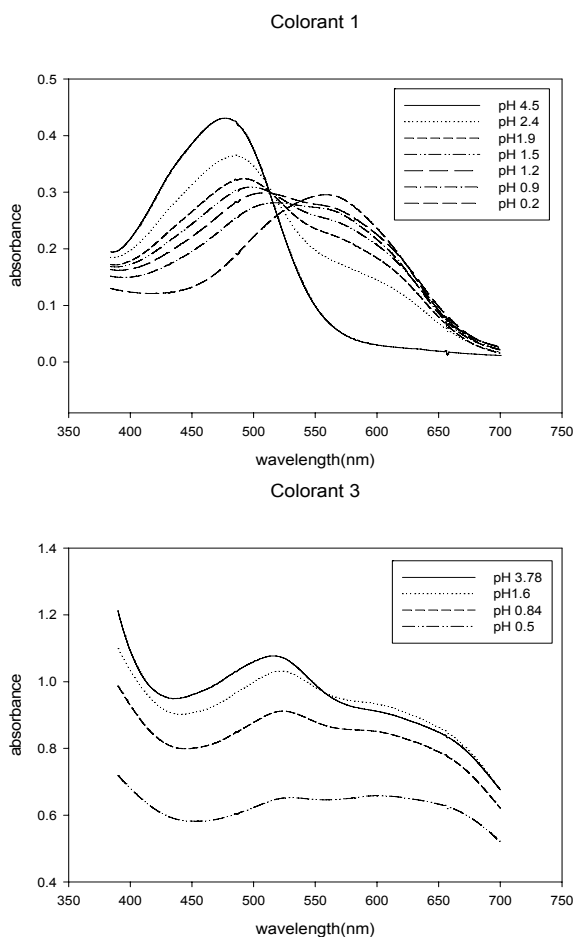 Colorant 1
0.5
0.4
0.3
0.2
0.1
0.0
absorbance
pH 4.5
pH 2.4
pH1.9
pH 1.5
pH 1.2
pH 0.9
pH 0.2
350 400 450 500 550 600 650 700 750
wavelength(nm)
Colorant 3
1.4
1.2
1.0
0.8
0.6
0.4
absorbance
pH 3.78
pH1.6
pH 0.84
pH 0.5
350 400 450 500 550 600 650 700 750
wavelength(nm)